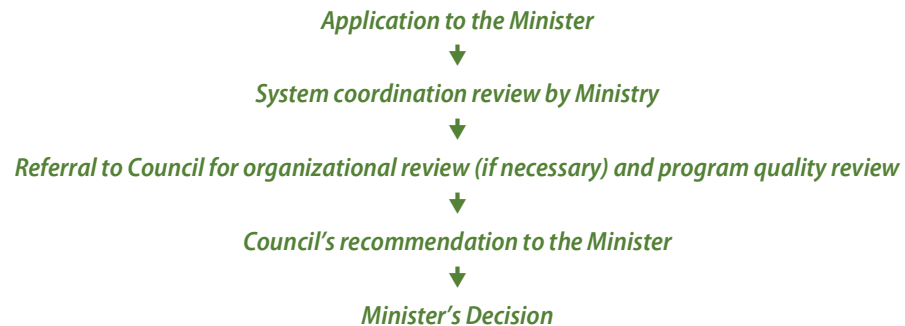 Application to the Minister
System coordination review by Ministry
Referral to Council for organizational review (if necessary) and program quality review
Council’s recommendation to the Minister
Minister’s Decision